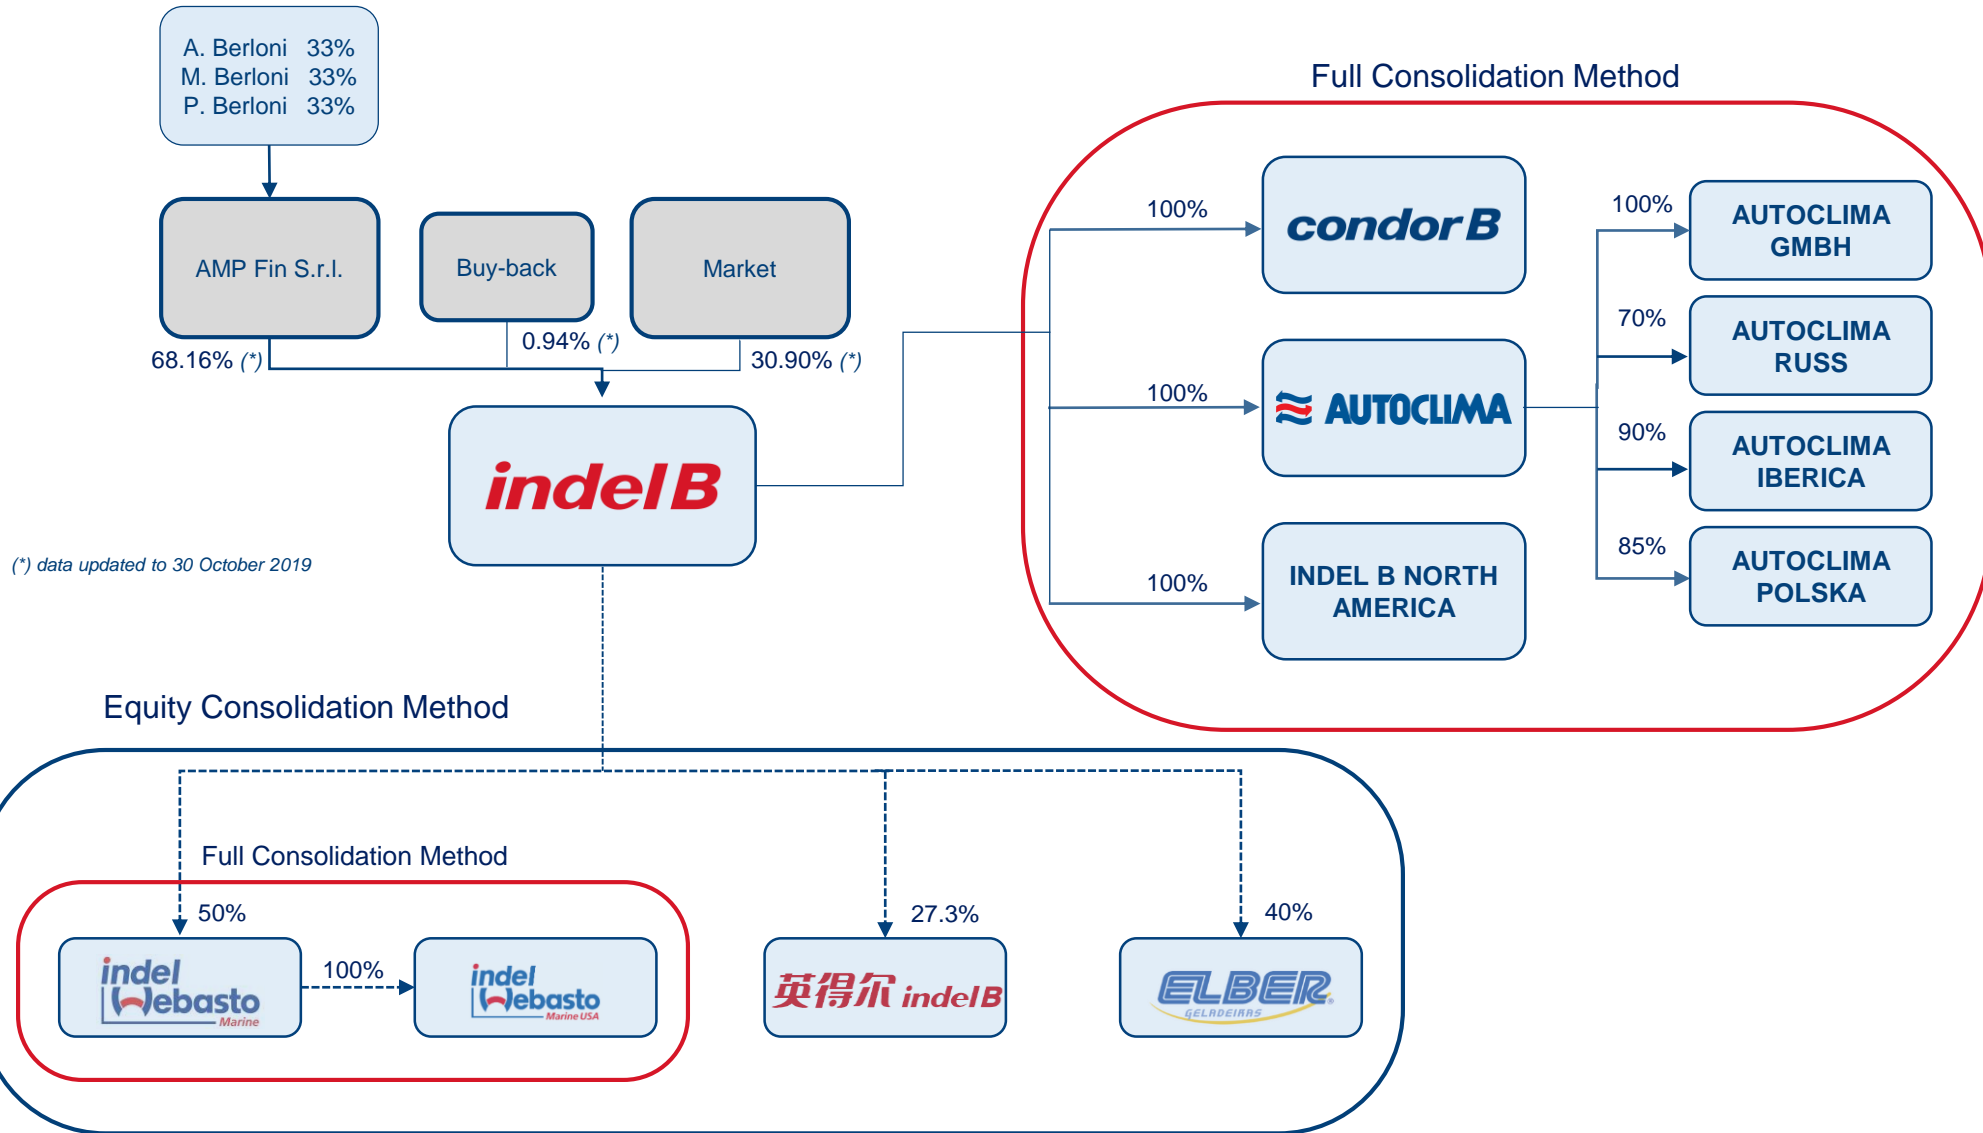 A. Berloni 33%
M. Berloni 33%
P. Berloni 33%
AMP Fin S.r.l.
Buy-back
Market
68.16% (*)
0.94% (*)
30.90% (*)
indelB
(*) data updated to 30 October 2019
Full Consolidation Method
100%
condorB
100%
AUTOCLIMA
100%
INDEL B NORTH
AMERICA
100%
AUTOCLIMA
GMBH
70%
AUTOCLIMA
RUSS
90%
AUTOCLIMA
IBERICA
85%
AUTOCLIMA
POLSKA
Equity Consolidation Method
Full Consolidation Method
50%
indel
Webasto
Marine
100%
indel
Webasto
Marine USA
27.3%
英得尔 indelB
40%
ELBER®
GELADEIRAS